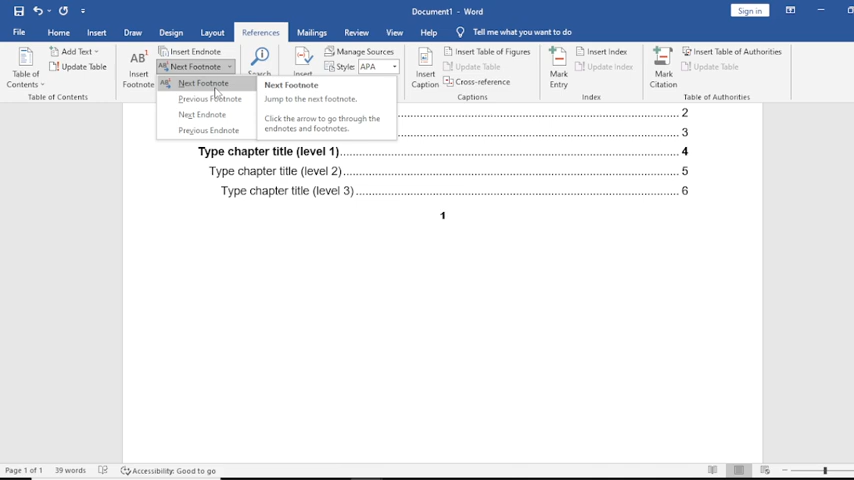 Document1 - Word
Sign in
File Home Insert Draw Design Layout References Mailings Review View Help Tell me what you want to do
Table of Contents
Add Text
Update Table
Table of Contents
AB1
Insert Footnote
Insert Endnote
Next Footnote
Next Footnote
Previous Footnote
Next Endnote
Previous Endnote
Next Footnote
Jump to the next footnote.
Click the arrow to go through the
endnotes and footnotes.
Manage Sources
Style: APA
Insert Caption
Insert Table of Figures
Update Table
Cross-reference
Captions
Mark Entry
Insert Index
Update Index
Index
Mark Citation
Insert Table of Authorities
Update Table
Table of Authorities
2
3
Type chapter title (level 1) 4
Type chapter title (level 2) 5
Type chapter title (level 3) 6
1
Page 1 of 1 39 words Accessibility: Good to go